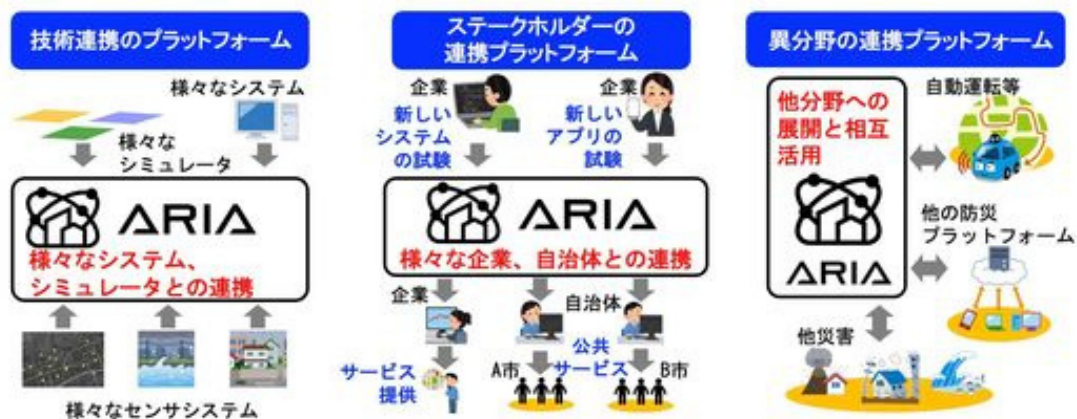 技術連携のプラットフォーム
様々なシステム
様々な
シミュレータ
ARIA
様々なシステム、
シミュレータとの連携
様々なセンサシステム
ステークホルダーの
連携プラットフォーム
企業
新しい
システム
の試験
企業
新しい
アプリの
試験
ARIA
様々な企業、自治体との連携
企業
自治体
サービス
提供
公共
サービス
A市
B市
異分野の連携プラットフォーム
他分野への
展開と相互
活用
ARIA
自動運転等
他の防災
プラットフォーム
他災害